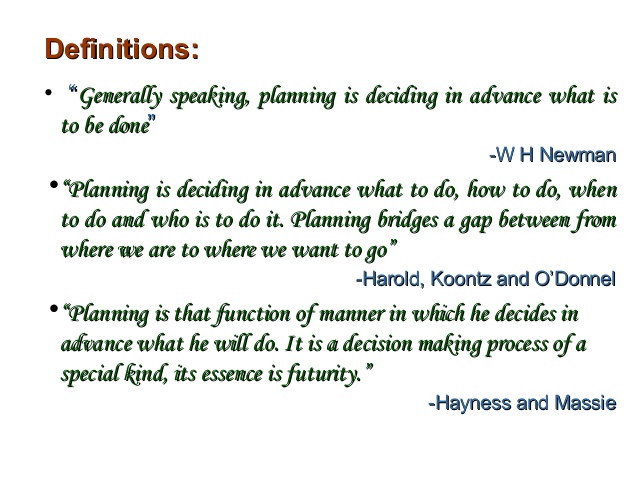 Definitions:
• “Generally speaking, planning is deciding in advance what is
to be done”
-W H Newman
•“Planning is deciding in advance what to do, how to do, when
to do and who is to do it. Planning bridges a gap between from
where we are to where we want to go”
-Harold, Koontz and O’Donnel
•“Planning is that function of manner in which he decides in
advance what he will do. It is a decision making process of a
special kind, its essence is futurity.”
-Hayness and Massie